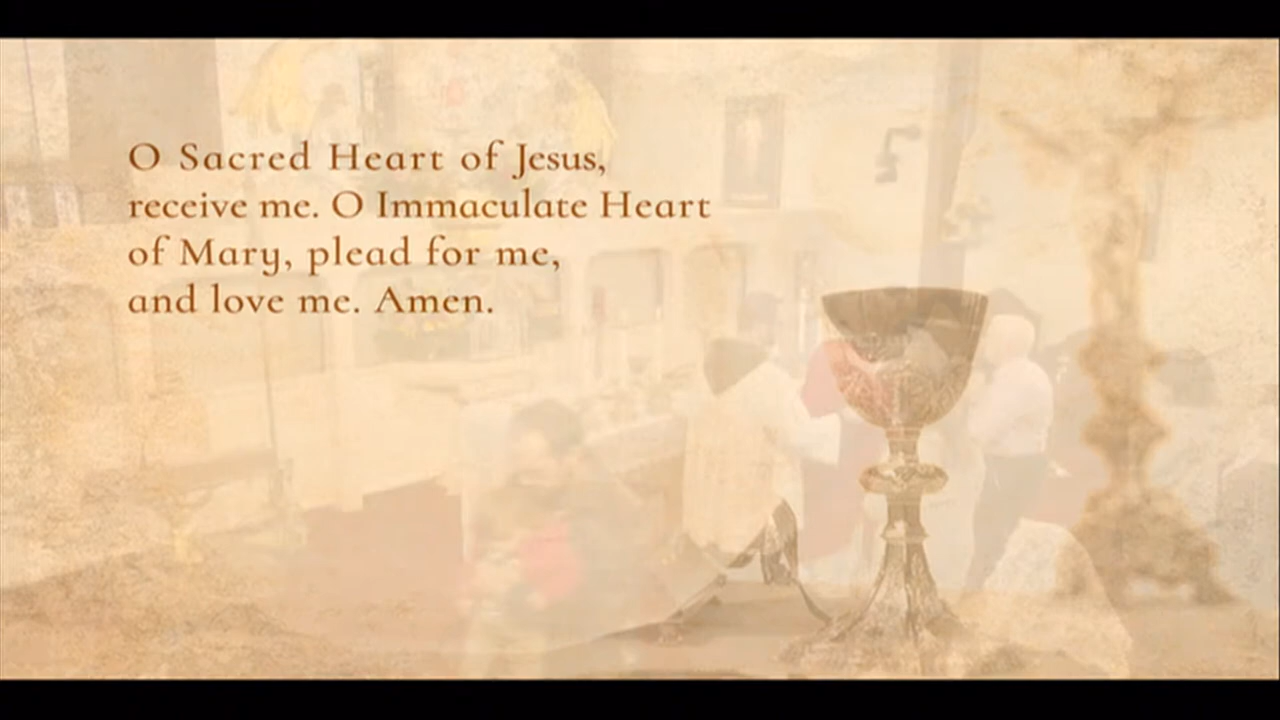 O Sacred Heart of Jesus,
receive me. O Immaculate Heart
of Mary, plead for me,
and love me. Amen.